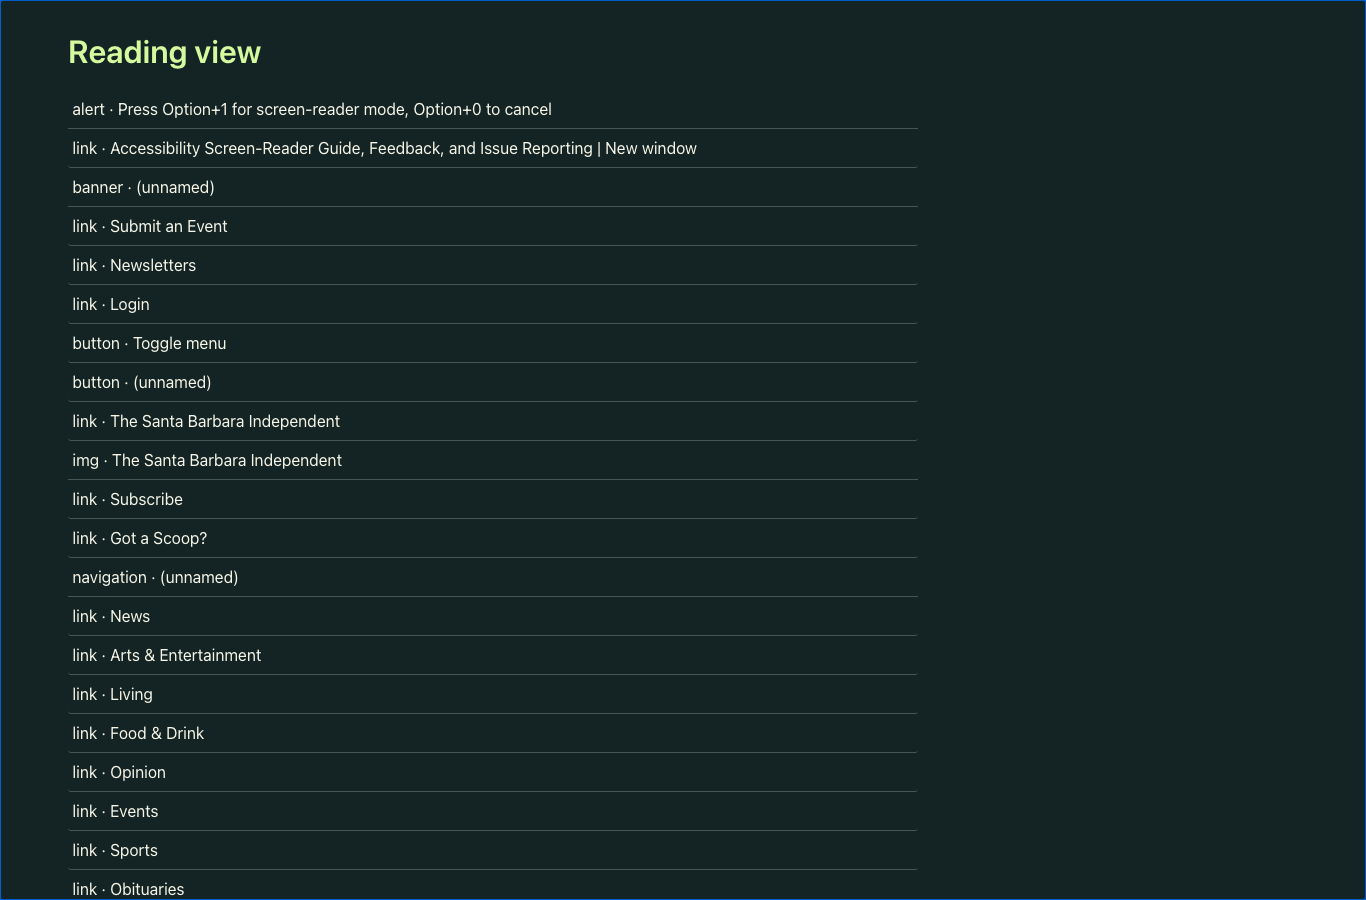 Reading view
alert · Press Option+1 for screen-reader mode, Option+0 to cancel
link · Accessibility Screen-Reader Guide, Feedback, and Issue Reporting | New window
banner · (unnamed)
link · Submit an Event
link · Newsletters
link · Login
button · Toggle menu
button · (unnamed)
link · The Santa Barbara Independent
img · The Santa Barbara Independent
link · Subscribe
link · Got a Scoop?
navigation · (unnamed)
link · News
link · Arts & Entertainment
link · Living
link · Food & Drink
link · Opinion
link · Events
link · Sports
link · Obituaries